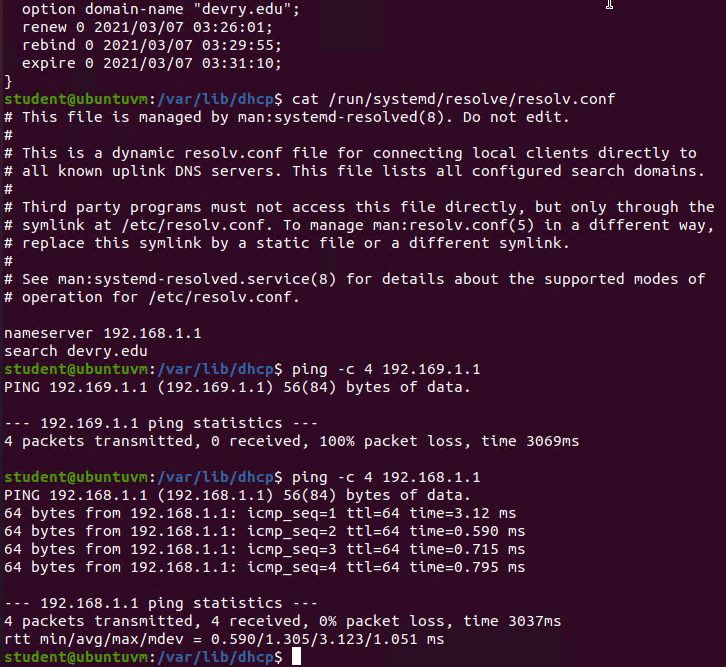 option domain-name "devry.edu";
  renew 0 2021/03/07 03:26:01;
  rebind 0 2021/03/07 03:29:55;
  expire 0 2021/03/07 03:31:10;
}
student@ubuntuvm:/var/lib/dhcp$ cat /run/systemd/resolve/resolv.conf
# This file is managed by man:systemd-resolved(8). Do not edit.
#
# This is a dynamic resolv.conf file for connecting local clients directly to
# all known uplink DNS servers. This file lists all configured search domains.
#
# Third party programs must not access this file directly, but only through the
# symlink at /etc/resolv.conf. To manage man:resolv.conf(5) in a different way,
# replace this symlink by a static file or a different symlink.
#
# See man:systemd-resolved.service(8) for details about the supported modes of
# operation for /etc/resolv.conf.

nameserver 192.168.1.1
search devry.edu
student@ubuntuvm:/var/lib/dhcp$ ping -c 4 192.169.1.1
PING 192.169.1.1 (192.169.1.1) 56(84) bytes of data.

--- 192.169.1.1 ping statistics ---
4 packets transmitted, 0 received, 100% packet loss, time 3069ms

student@ubuntuvm:/var/lib/dhcp$ ping -c 4 192.168.1.1
PING 192.168.1.1 (192.168.1.1) 56(84) bytes of data.
64 bytes from 192.168.1.1: icmp_seq=1 ttl=64 time=3.12 ms
64 bytes from 192.168.1.1: icmp_seq=2 ttl=64 time=0.590 ms
64 bytes from 192.168.1.1: icmp_seq=3 ttl=64 time=0.715 ms
64 bytes from 192.168.1.1: icmp_seq=4 ttl=64 time=0.795 ms

--- 192.168.1.1 ping statistics ---
4 packets transmitted, 4 received, 0% packet loss, time 3037ms
rtt min/avg/max/mdev = 0.590/1.305/3.123/1.051 ms
student@ubuntuvm:/var/lib/dhcp$